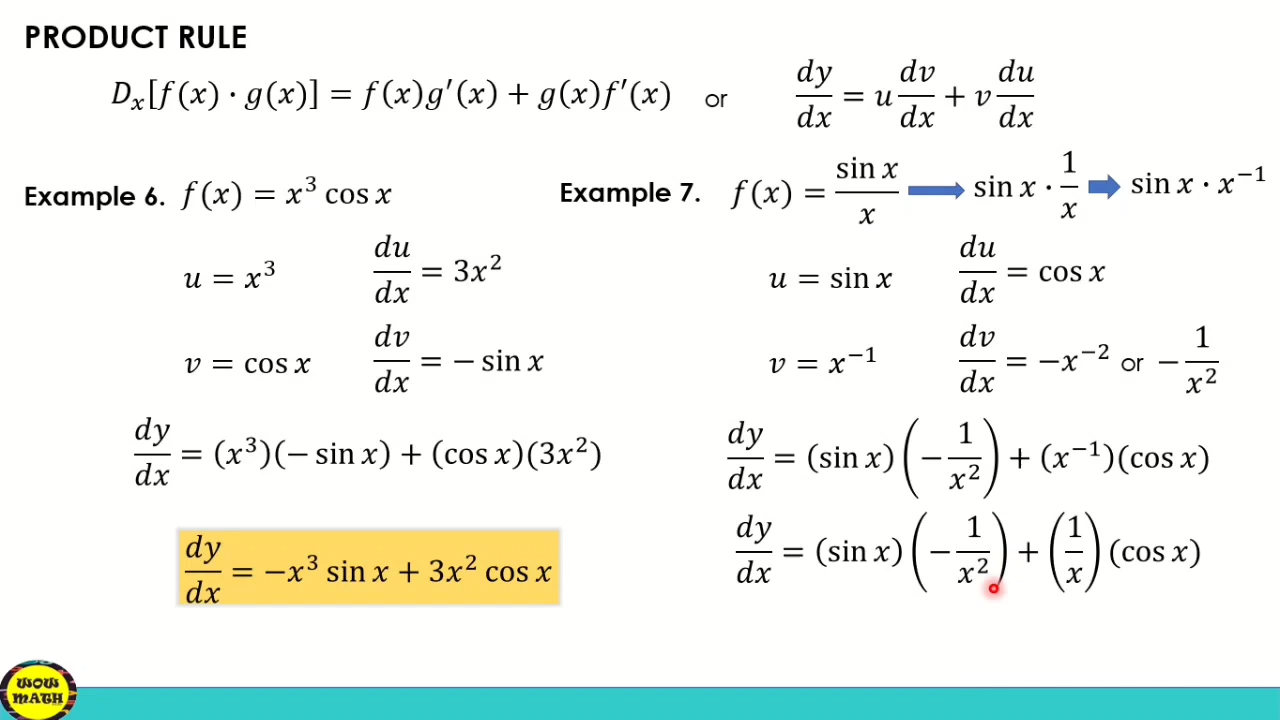 PRODUCT RULE
Dₓ[f(x) · g(x)] = f(x)g′(x) + g(x)f′(x) or dy/dx = u dv/dx + v du/dx
Example 6. f(x) = x³ cos x
u = x³ du/dx = 3x²
v = cos x dv/dx = − sin x
dy/dx = (x³)(− sin x) + (cos x)(3x²)
dy/dx = −x³ sin x + 3x² cos x
Example 7. f(x) = sin x/x → sin x · 1/x → sin x · x⁻¹
u = sin x du/dx = cos x
v = x⁻¹ dv/dx = −x⁻² or − 1/x²
dy/dx = (sin x)(− 1/x²) + (x⁻¹)(cos x)
dy/dx = (sin x)(− 1/x²) + (1/x)(cos x)
WOW
MATH